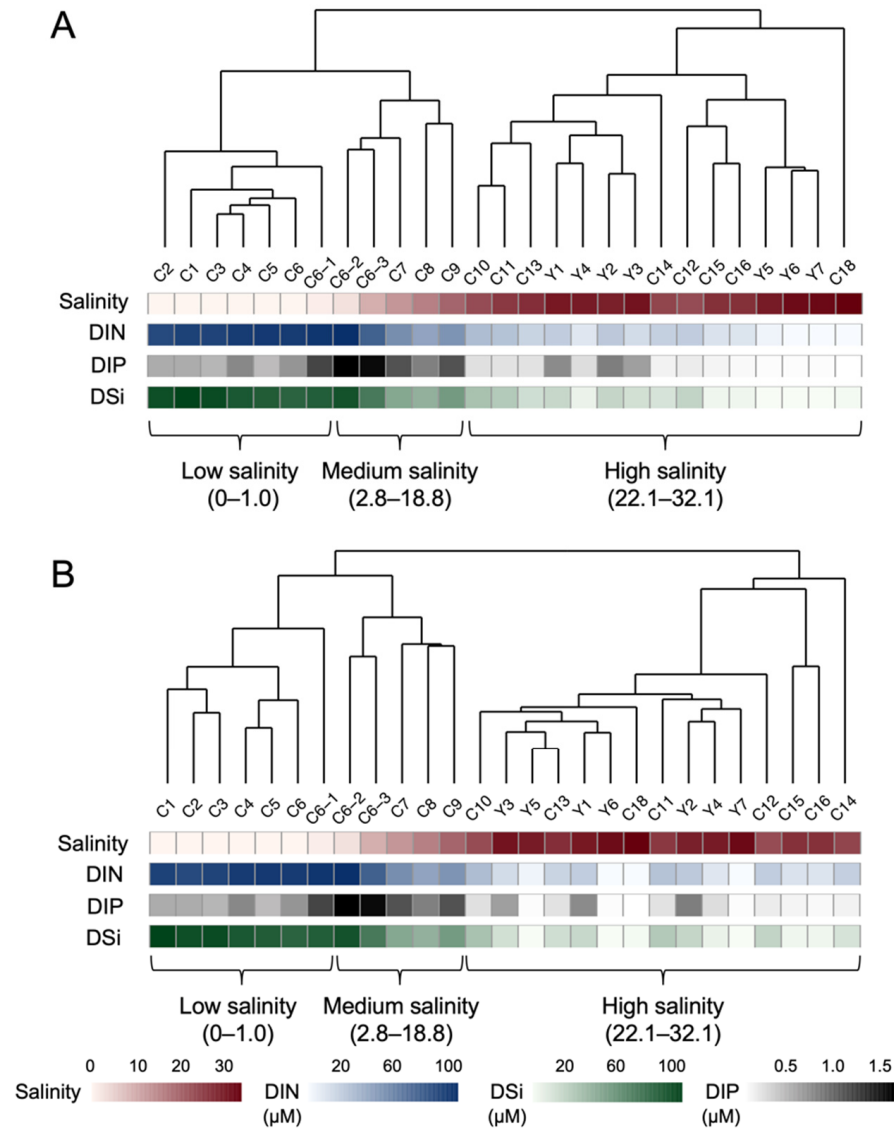 A
C2 C1 C3 C4 C5 C6 C6–1 C6–2 C6–3 C7 C8 C9 C10 C11 C13 Y1 Y4 Y2 Y3 C14 C12 C15 C16 Y5 Y6 Y7 C18
Salinity
DIN
DIP
DSi
Low salinity Medium salinity High salinity
(0–1.0) (2.8–18.8) (22.1–32.1)
B
C1 C2 C3 C4 C5 C6 C6–1 C6–2 C6–3 C7 C8 C9 C10 Y3 Y5 C13 Y1 Y6 C18 C11 Y2 Y4 Y7 C12 C15 C16 C14
Salinity
DIN
DIP
DSi
Low salinity Medium salinity High salinity
(0–1.0) (2.8–18.8) (22.1–32.1)
0 10 20 30 20 60 100 20 60 100 0.5 1.0 1.5
Salinity DIN DSi DIP
(µM) (µM) (µM)